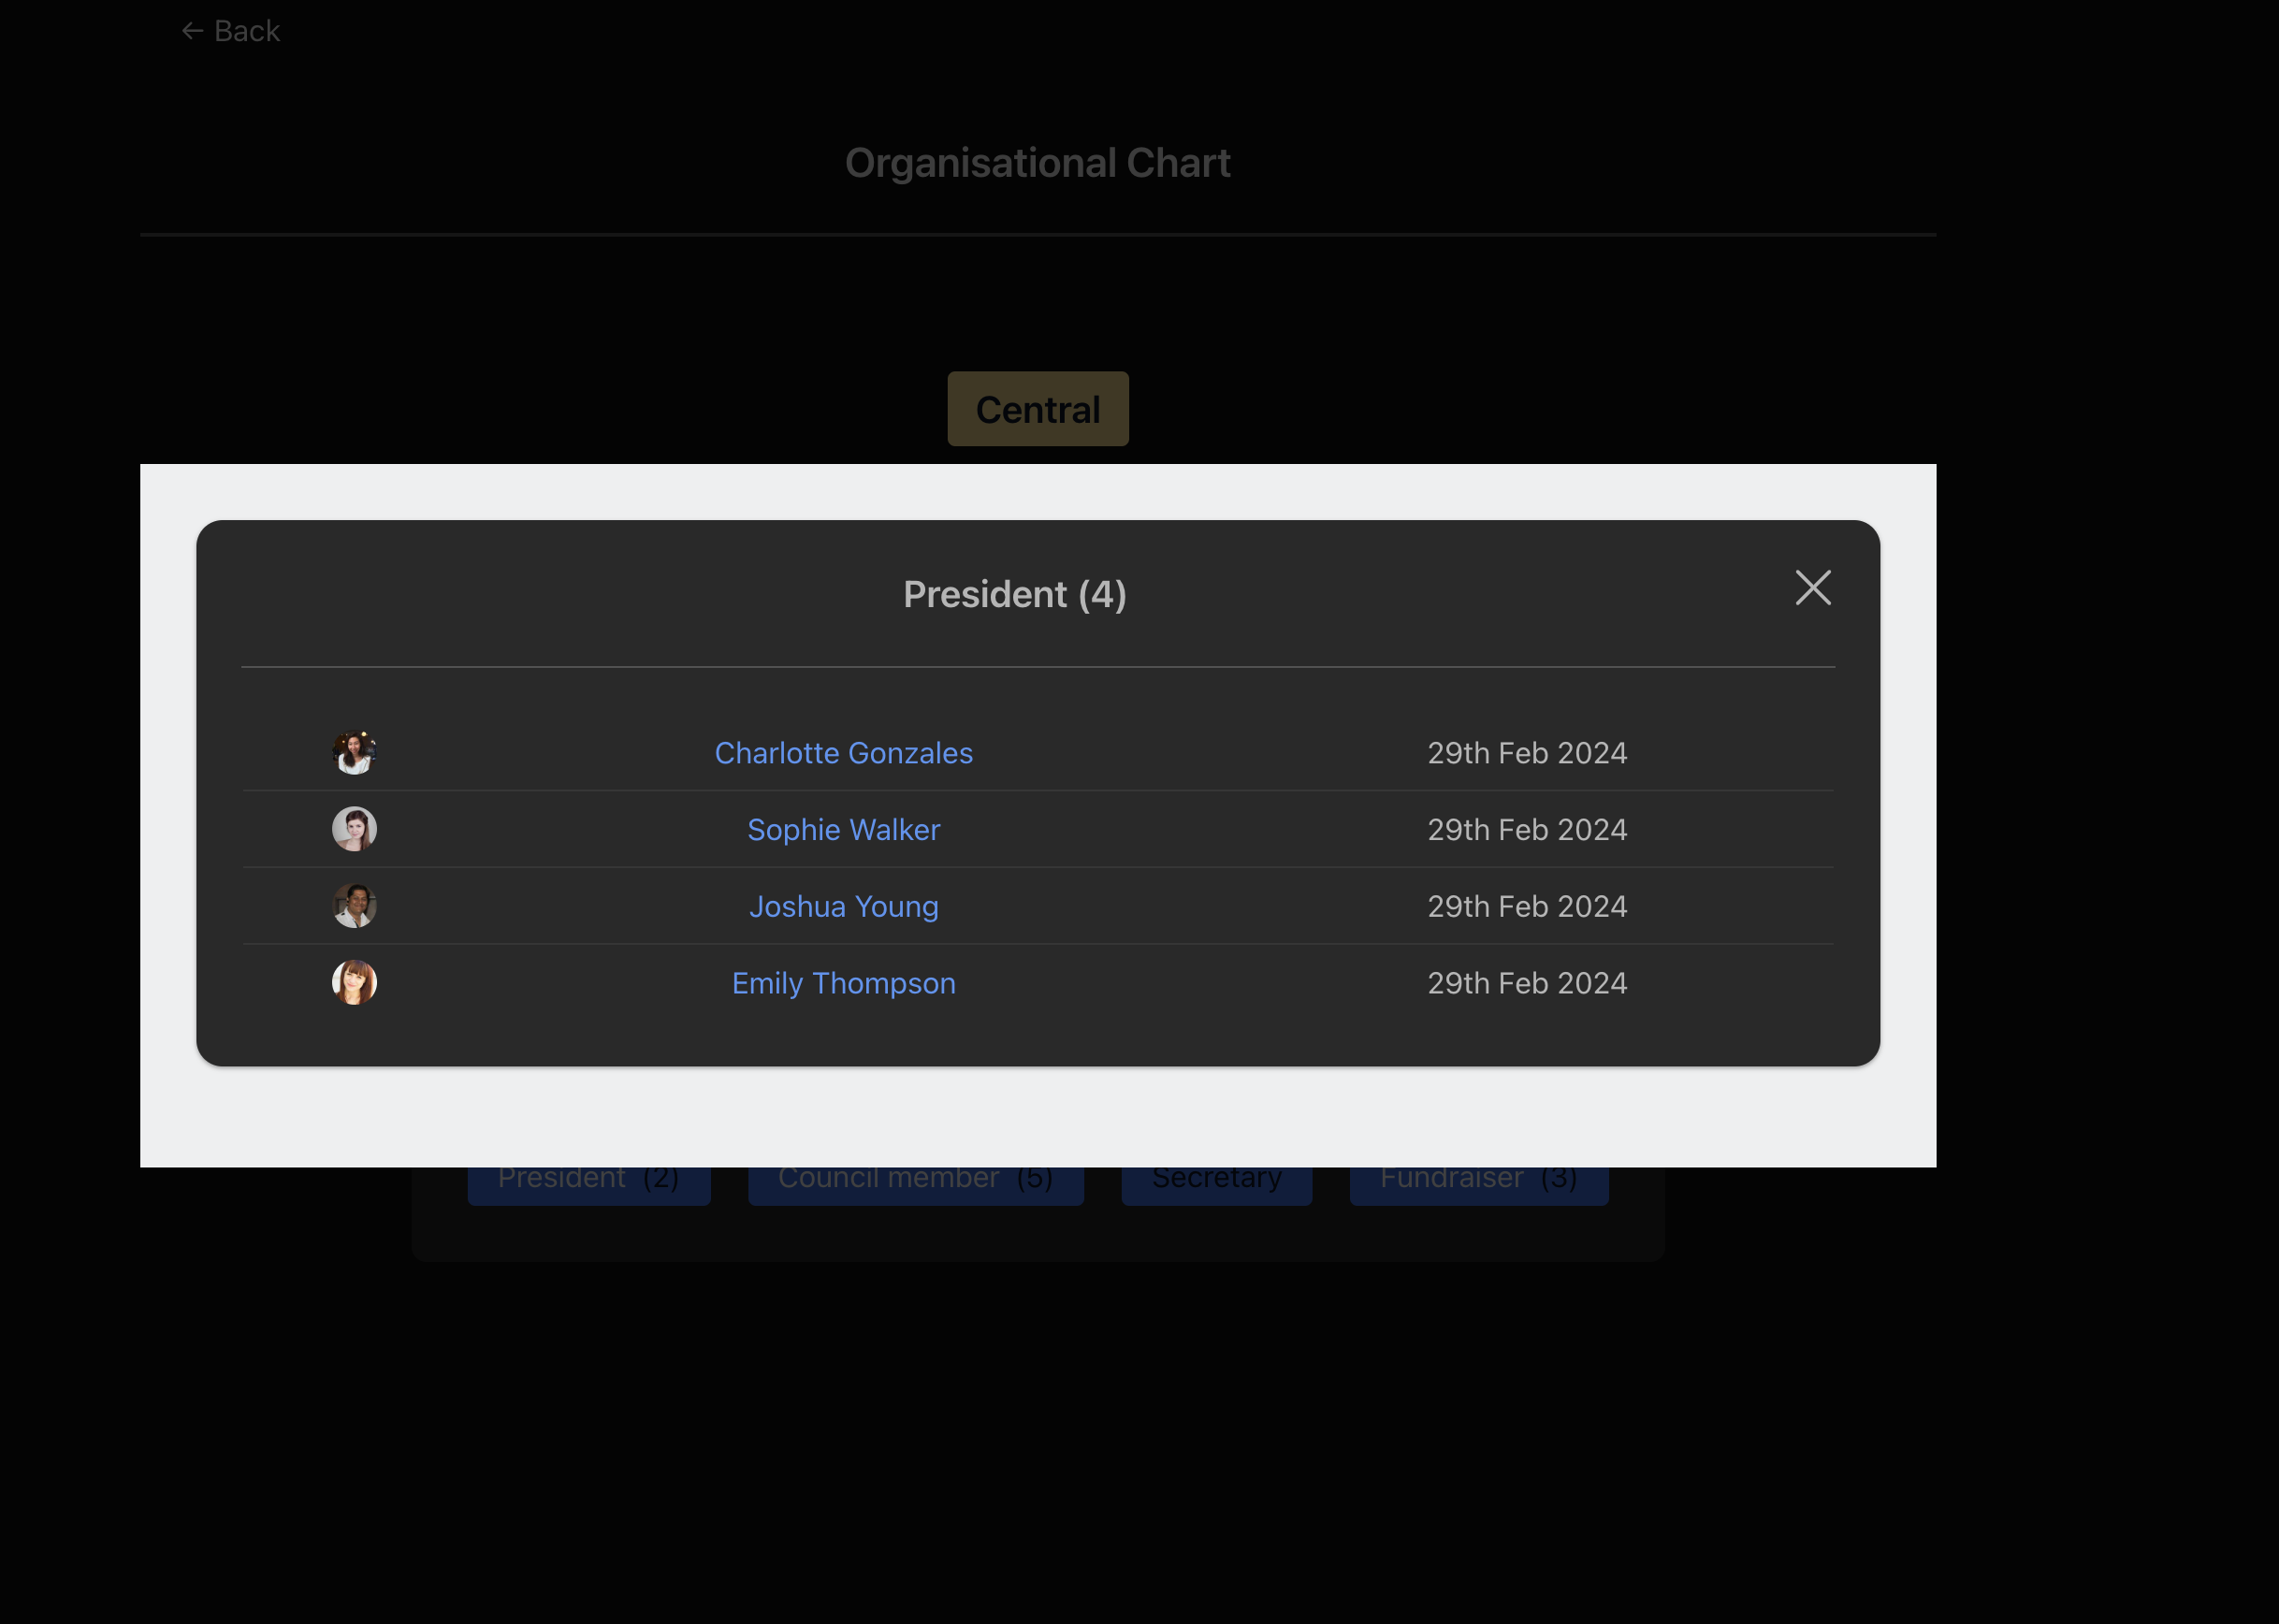 ← Back
Organisational Chart
Central
President (4)
Charlotte Gonzales 29th Feb 2024
Sophie Walker 29th Feb 2024
Joshua Young 29th Feb 2024
Emily Thompson 29th Feb 2024
President (2) Council member (5) Secretary Fundraiser (3)